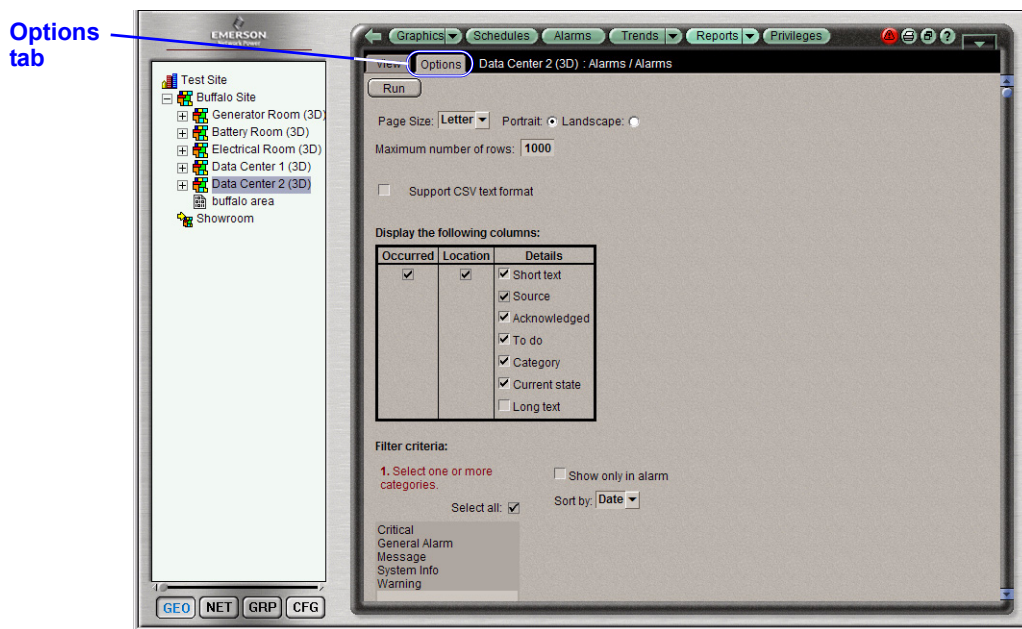 Options
tab
EMERSON
Network Power
Graphics Schedules Alarms Trends Reports Privileges ?
View Options Data Center 2 (3D) : Alarms / Alarms
Run
Test Site
Buffalo Site
Generator Room (3D)
Battery Room (3D)
Electrical Room (3D)
Data Center 1 (3D)
Data Center 2 (3D)
buffalo area
Showroom
Page Size: Letter Portrait: Landscape:
Maximum number of rows: 1000
Support CSV text format
Display the following columns:
Occurred Location Details
Short text
Source
Acknowledged
To do
Category
Current state
Long text
Filter criteria:
1. Select one or more
categories.
Show only in alarm
Select all:
Sort by: Date
Critical
General Alarm
Message
System Info
Warning
GEO NET GRP CFG